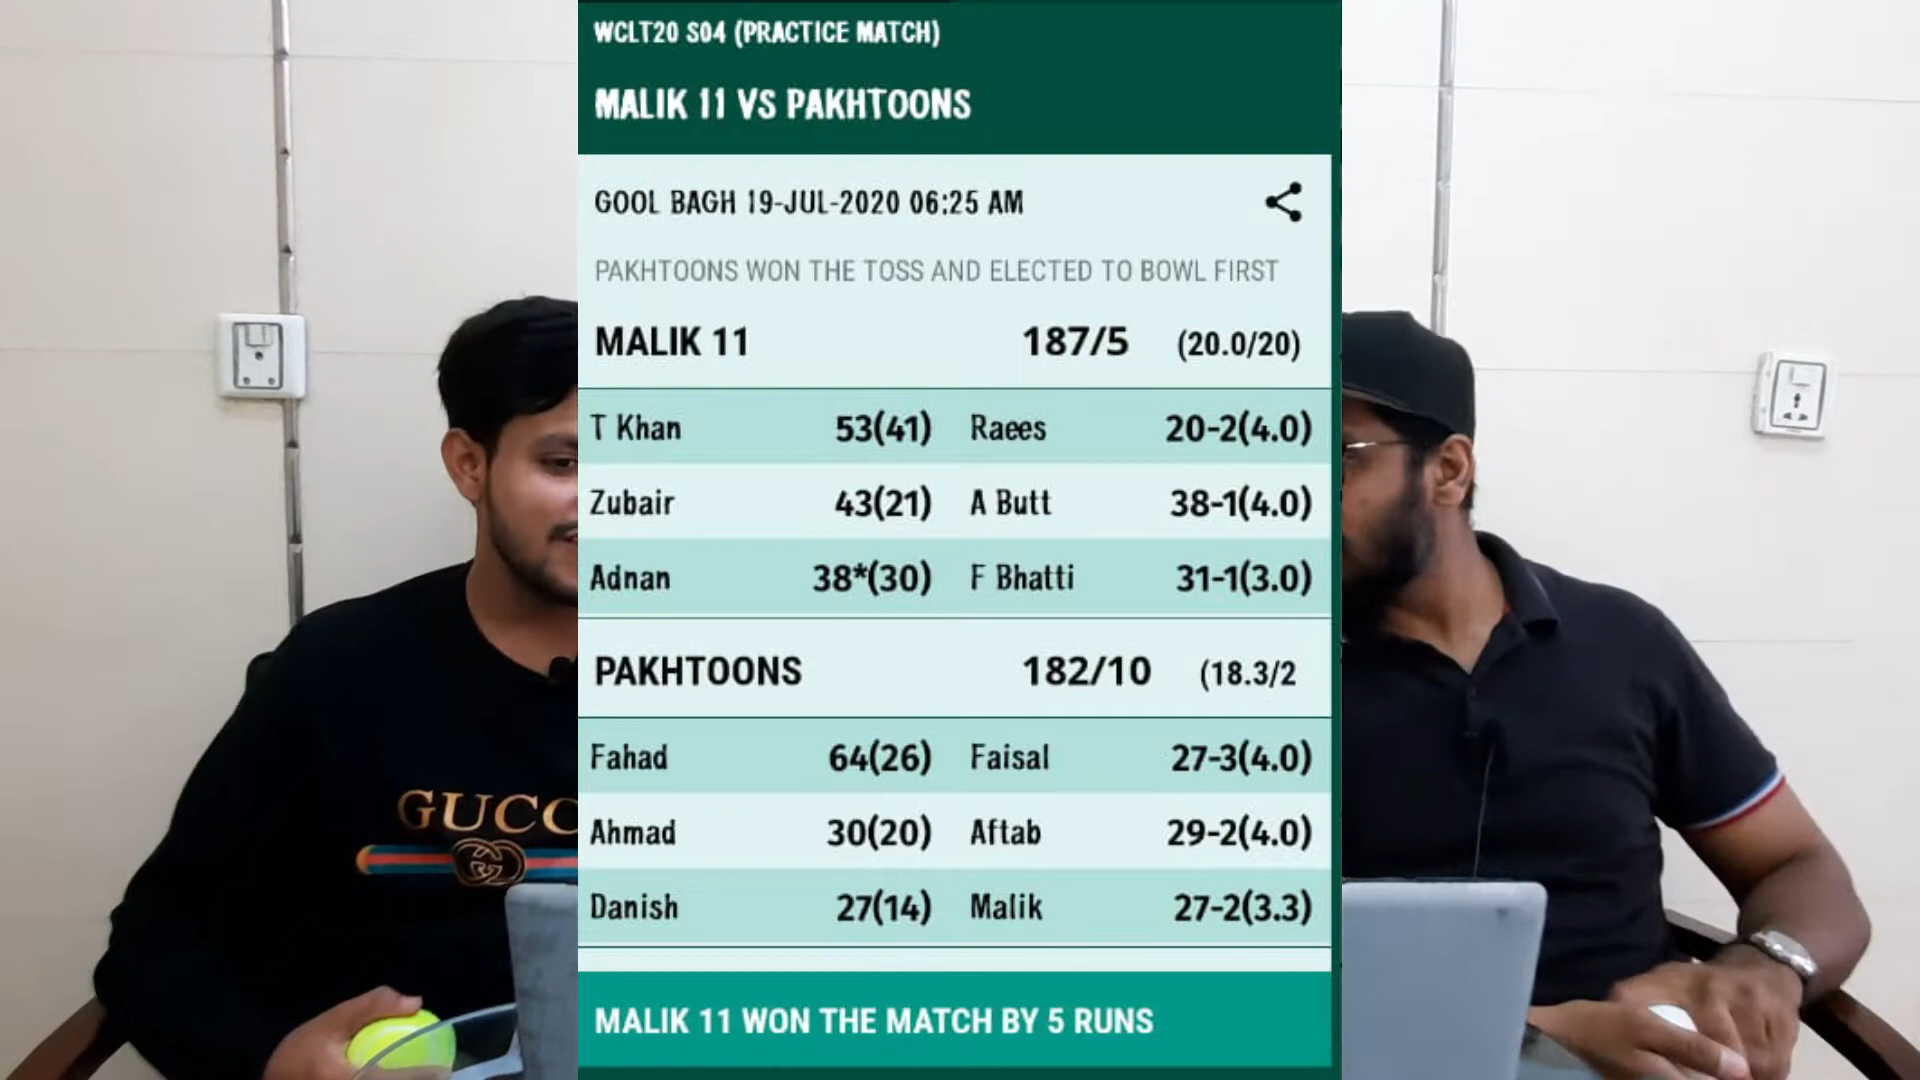 WCLT20 S04 (PRACTICE MATCH)
MALIK 11 VS PAKHTOONS
GOOL BAGH 19-JUL-2020 06:25 AM
PAKHTOONS WON THE TOSS AND ELECTED TO BOWL FIRST
MALIK 11 187/5 (20.0/20)
T Khan 53(41) Raees 20-2(4.0)
Zubair 43(21) A Butt 38-1(4.0)
Adnan 38*(30) F Bhatti 31-1(3.0)
PAKHTOONS 182/10 (18.3/2
Fahad 64(26) Faisal 27-3(4.0)
Ahmad 30(20) Aftab 29-2(4.0)
Danish 27(14) Malik 27-2(3.3)
MALIK 11 WON THE MATCH BY 5 RUNS
GUCC